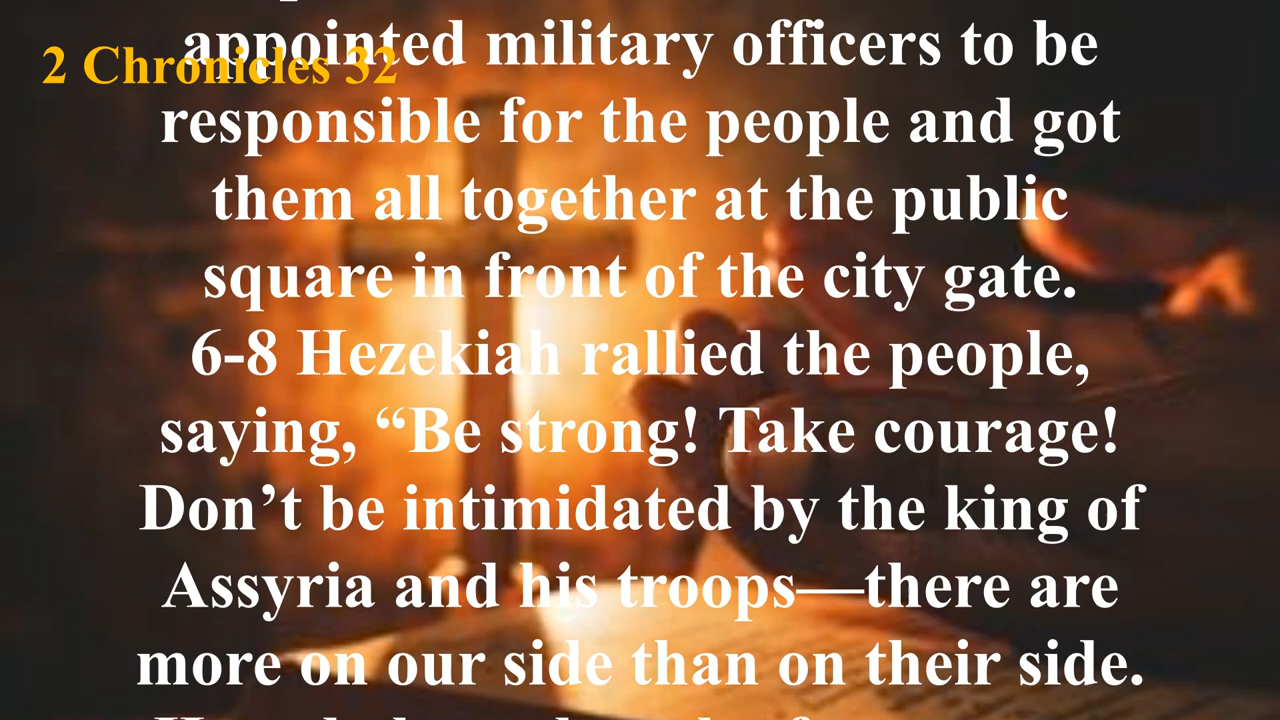 2 Chronicles 32
appointed military officers to be
responsible for the people and got
them all together at the public
square in front of the city gate.
6-8 Hezekiah rallied the people,
saying, “Be strong! Take courage!
Don’t be intimidated by the king of
Assyria and his troops—there are
more on our side than on their side.